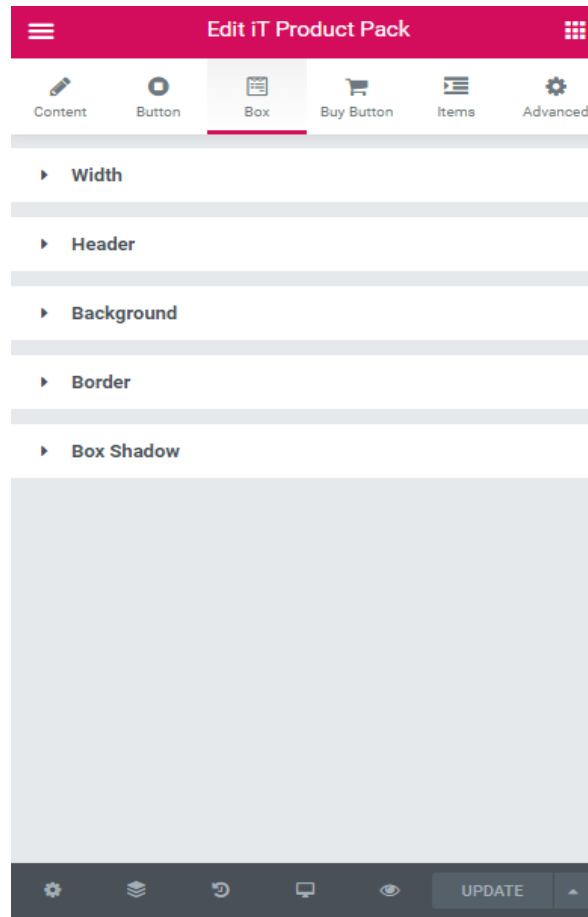 Edit iT Product Pack
Content Button Box Buy Button Items Advanced
Width
Header
Background
Border
Box Shadow
UPDATE